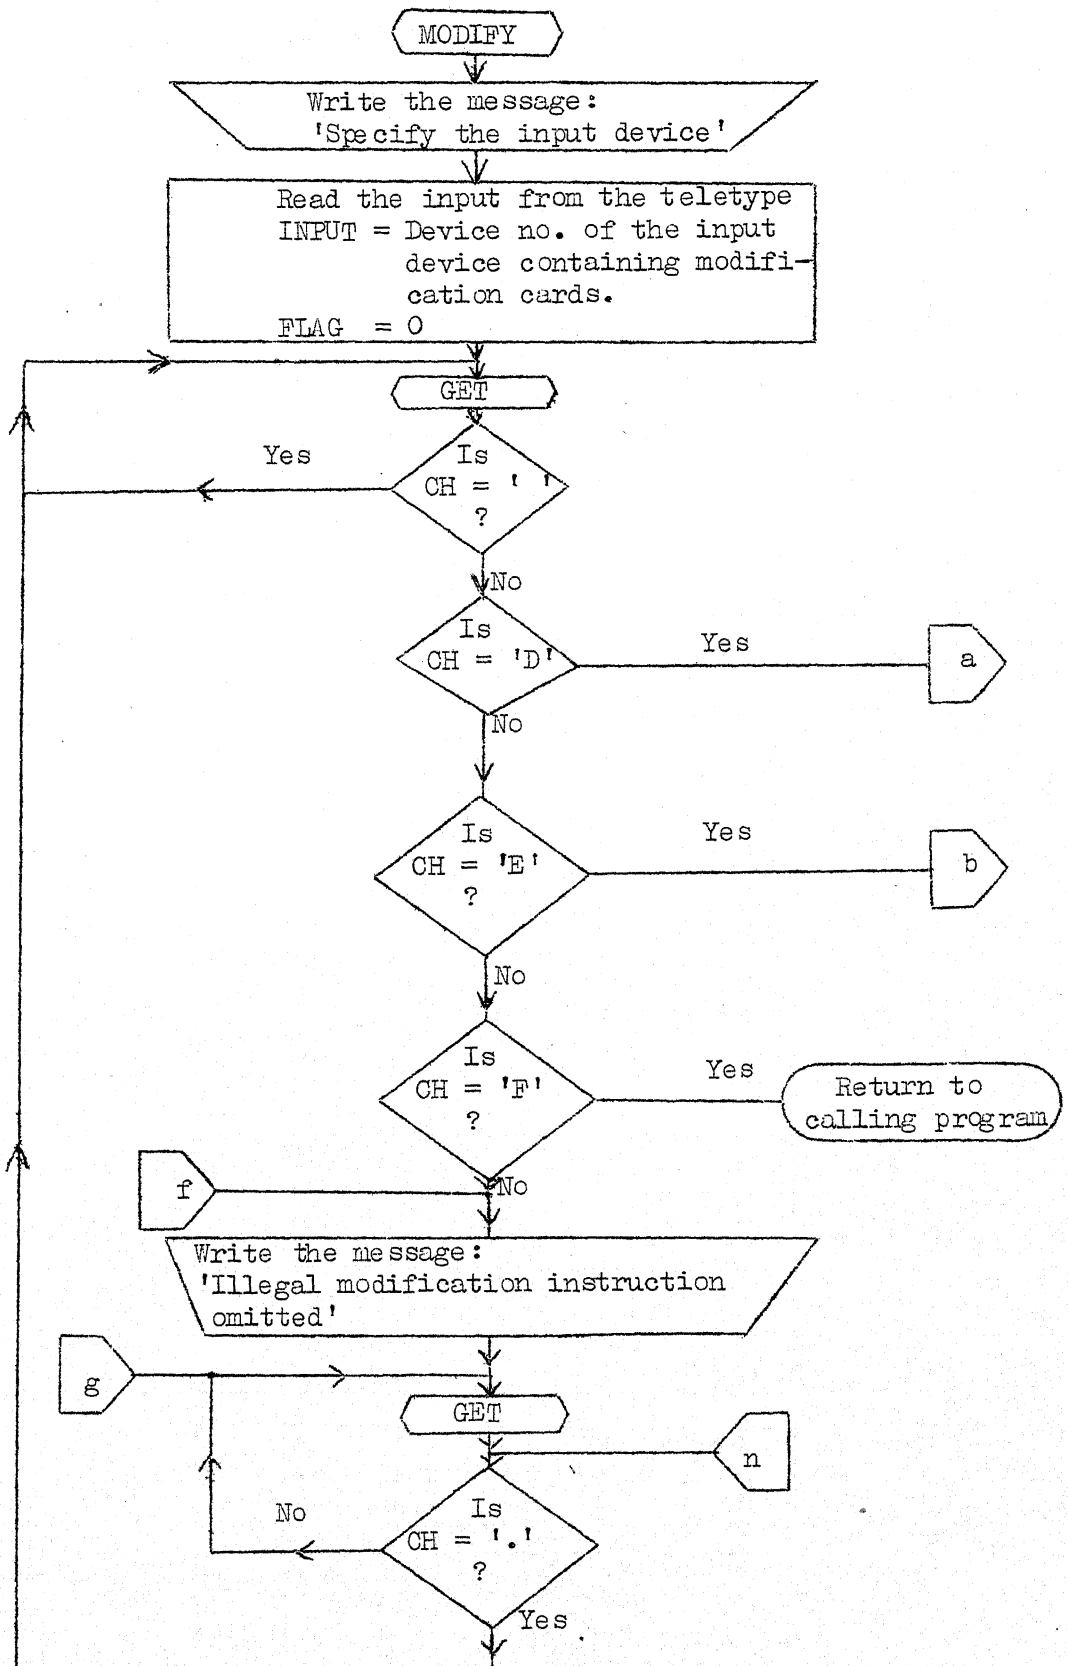 MODIFY
Write the message:
'Specify the input device'
Read the input from the teletype
INPUT = Device no. of the input
device containing modifi-
cation cards.
FLAG = 0
GET
Yes
Is
CH = ' '
?
No
Is
CH = 'D'
Yes
a
No
Is
CH = 'E'
?
Yes
b
No
Is
CH = 'F'
?
Yes
Return to
calling program
f
No
Write the message:
'Illegal modification instruction
omitted'
g
GET
n
No
Is
CH = '.'
?
Yes